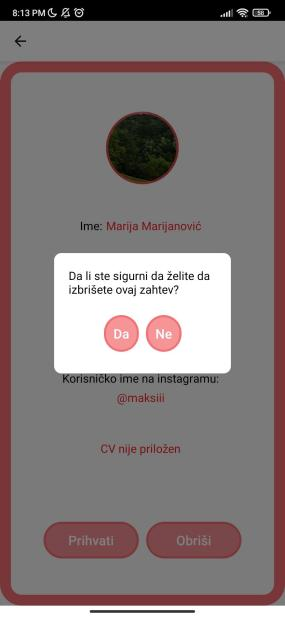 8:13 PM
58
Ime: Marija Marijanović
Da li ste sigurni da želite da
izbrišete ovaj zahtev?
Da Ne
Korisničko ime na instagramu:
@maksiii
CV nije priložen
Prihvati Obriši